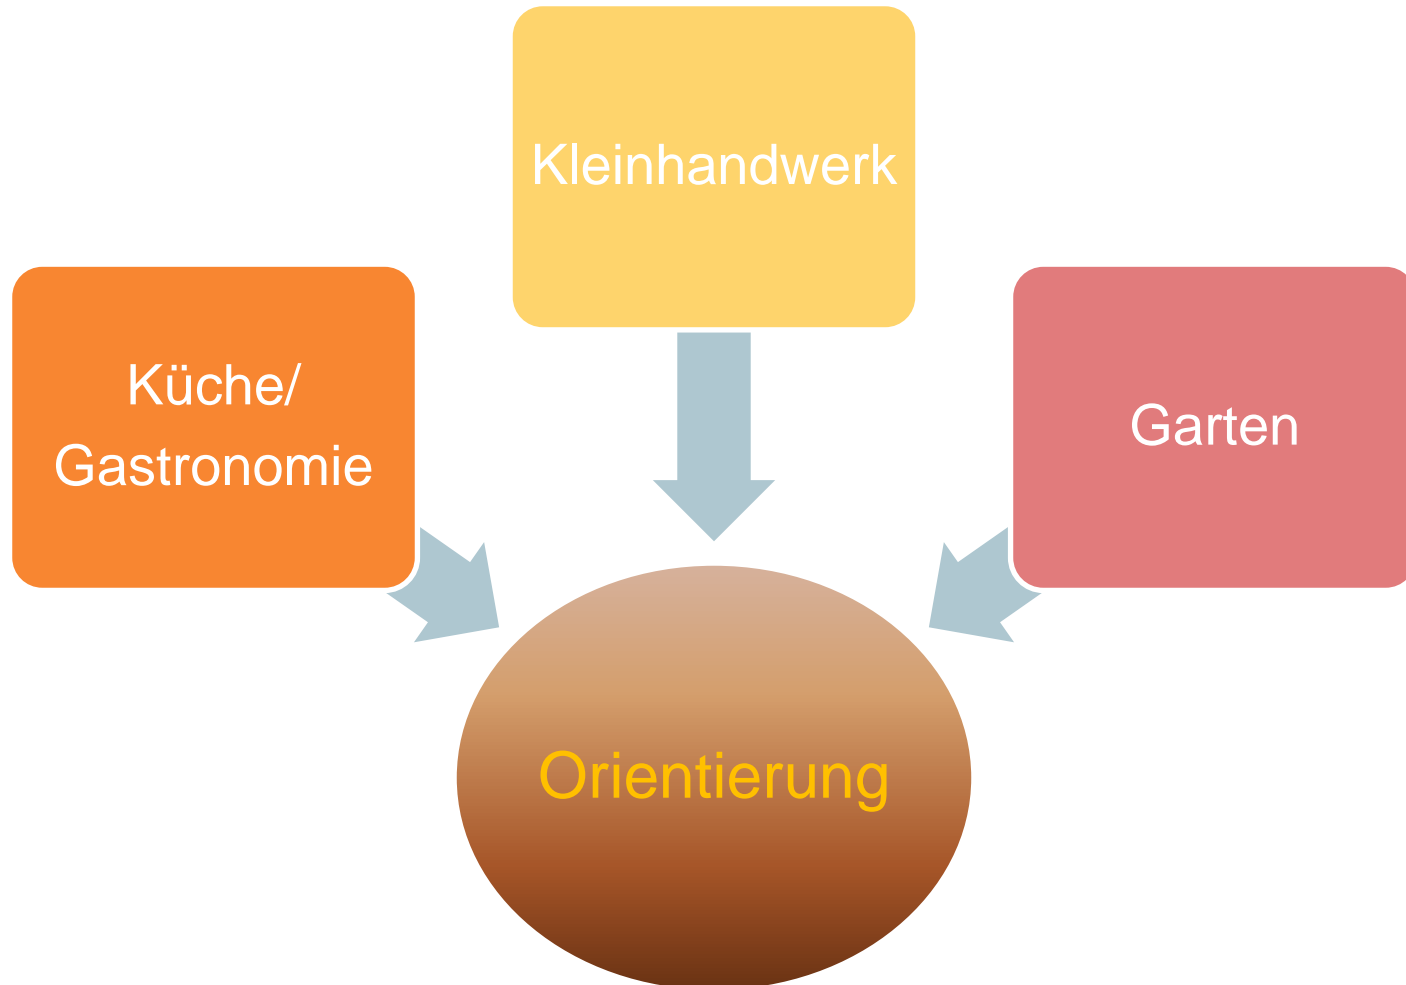 Kleinhandwerk
Küche/
Gastronomie
Garten
Orientierung